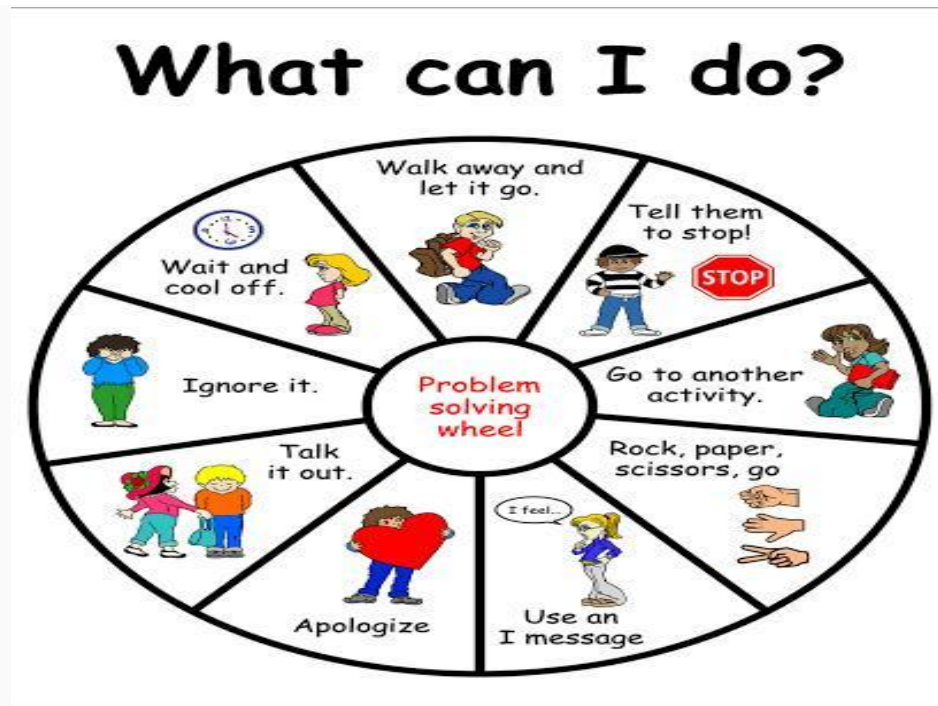 What can I do?
Walk away and
let it go.
Tell them
to stop!
STOP
Go to another
activity.
Rock, paper,
scissors, go
I feel...
Use an
I message
Apologize
Talk
it out.
Ignore it.
Wait and
cool off.
Problem
solving
wheel